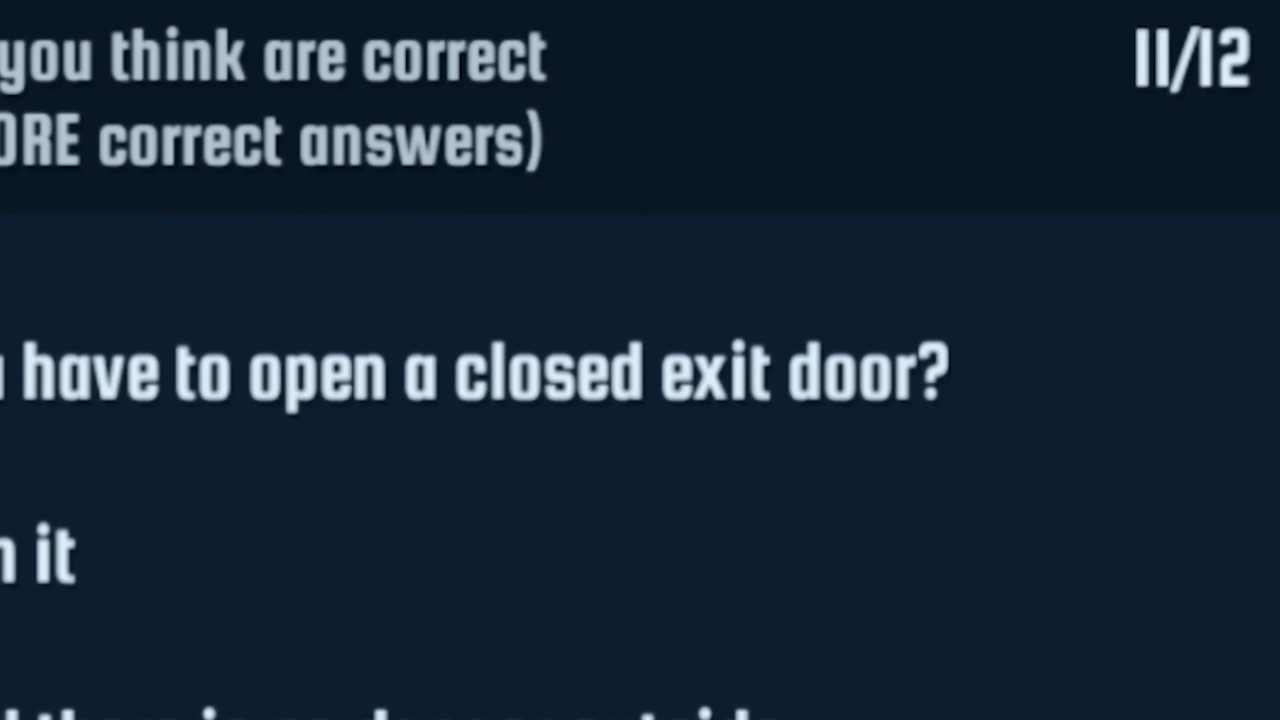 you think are correct
11/12
ORE correct answers)
have to open a closed exit door?
it